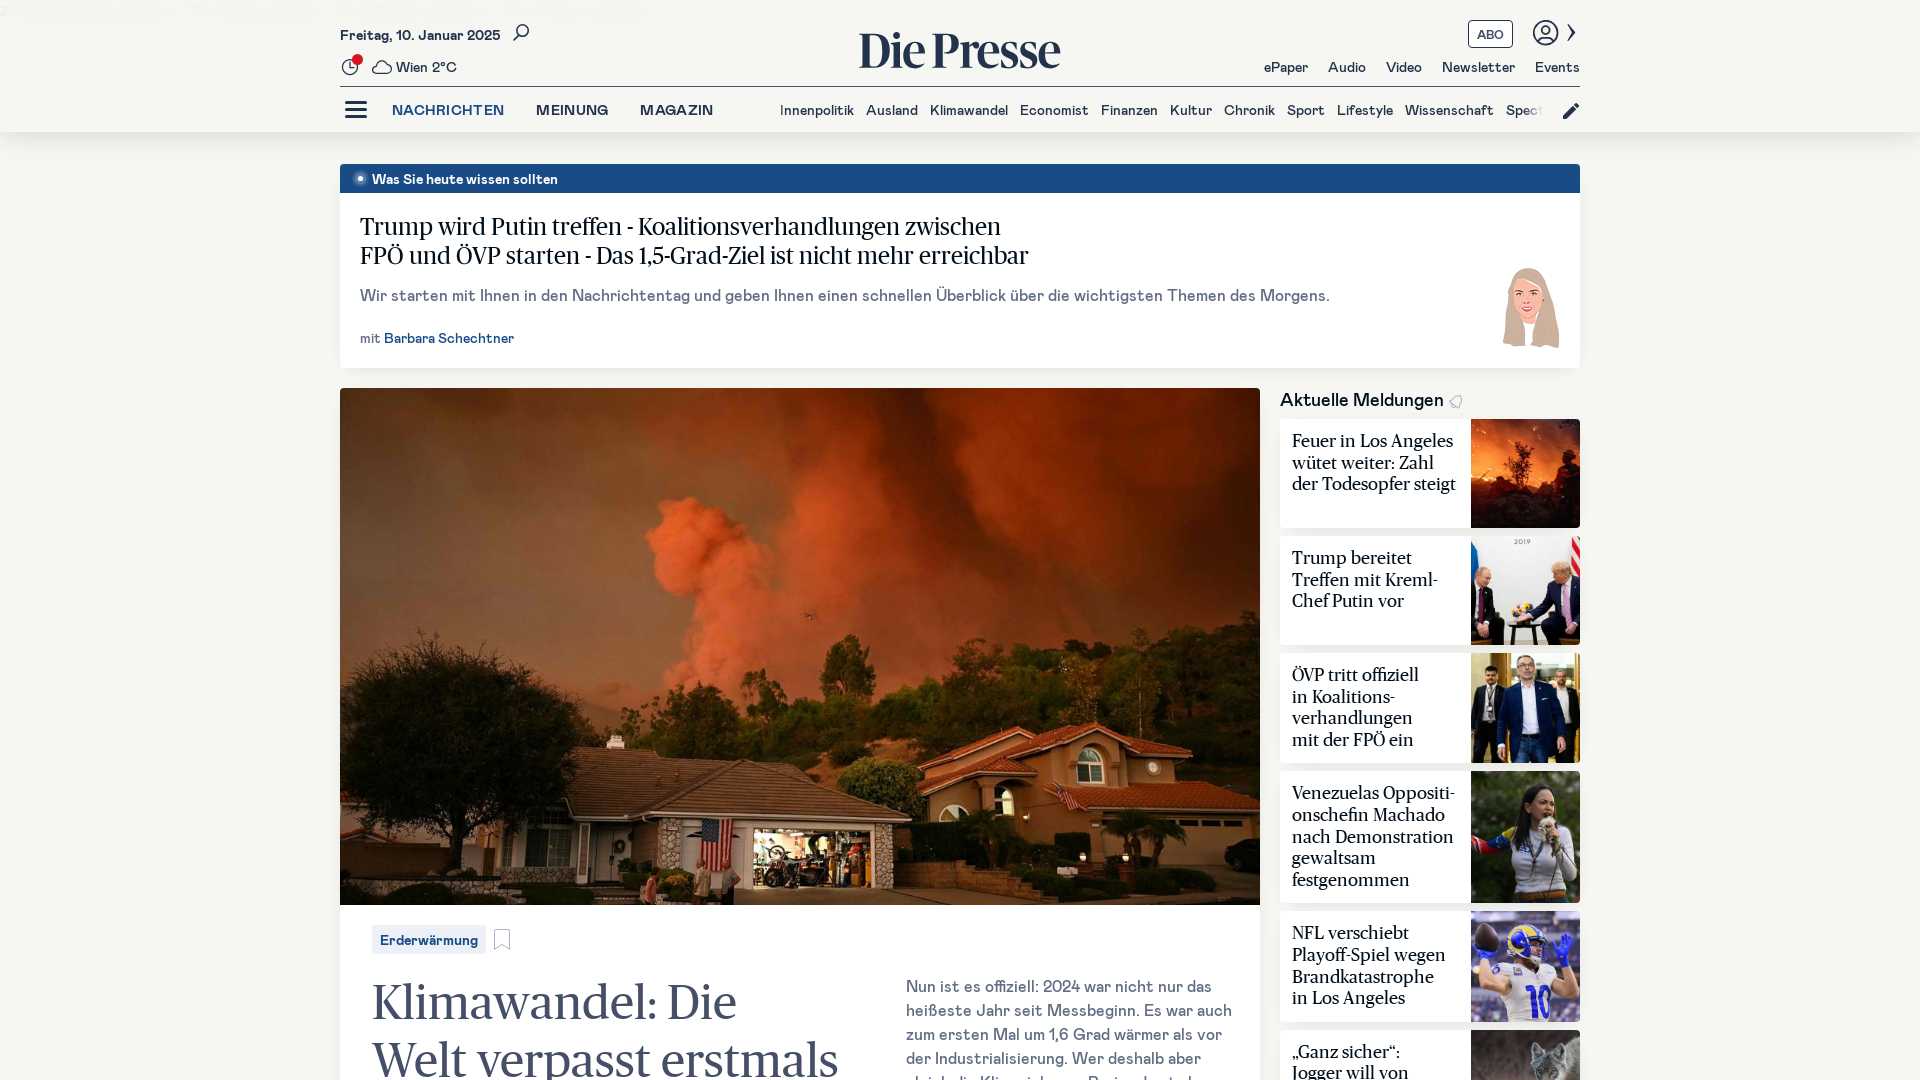 Freitag, 10. Januar 2025
Wien 2°C
Die Presse
ABO
ePaper Audio Video Newsletter Events
NACHRICHTEN MEINUNG MAGAZIN
Innenpolitik Ausland Klimawandel Economist Finanzen Kultur Chronik Sport Lifestyle Wissenschaft Spect
Was Sie heute wissen sollten
Trump wird Putin treffen - Koalitionsverhandlungen zwischen
FPÖ und ÖVP starten - Das 1,5-Grad-Ziel ist nicht mehr erreichbar
Wir starten mit Ihnen in den Nachrichtentag und geben Ihnen einen schnellen Überblick über die wichtigsten Themen des Morgens.
mit Barbara Schechtner
Erderwärmung
Klimawandel: Die
Welt verpasst erstmals
Nun ist es offiziell: 2024 war nicht nur das
heißeste Jahr seit Messbeginn. Es war auch
zum ersten Mal um 1,6 Grad wärmer als vor
der Industrialisierung. Wer deshalb aber
Aktuelle Meldungen
Feuer in Los Angeles
wütet weiter: Zahl
der Todesopfer steigt
Trump bereitet
Treffen mit Kreml-
Chef Putin vor
2019
ÖVP tritt offiziell
in Koalitions-
verhandlungen
mit der FPÖ ein
Venezuelas Oppositi-
onschefin Machado
nach Demonstration
gewaltsam
festgenommen
NFL verschiebt
Playoff-Spiel wegen
Brandkatastrophe
in Los Angeles
10
„Ganz sicher“:
Jogger will von